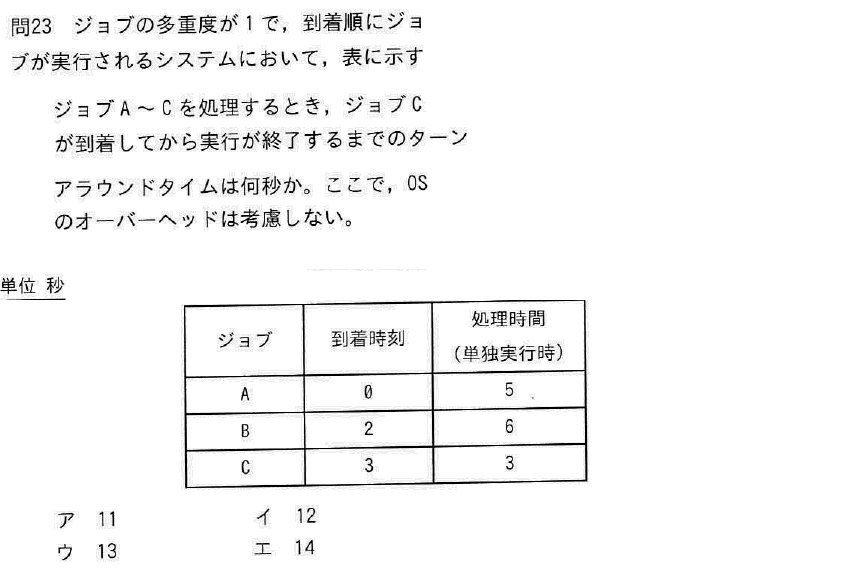 問23 ジョブの多重度が1で，到着順にジョ
ブが実行されるシステムにおいて，表に示す
ジョブA～Cを処理するとき，ジョブC
が到着してから実行が終了するまでのターン
アラウンドタイムは何秒か。ここで，OS
のオーバーヘッドは考慮しない。
単位 秒
ジョブ 到着時刻 処理時間
(単独実行時)
A 0 5
B 2 6
C 3 3
ア 11 イ 12
ウ 13 エ 14